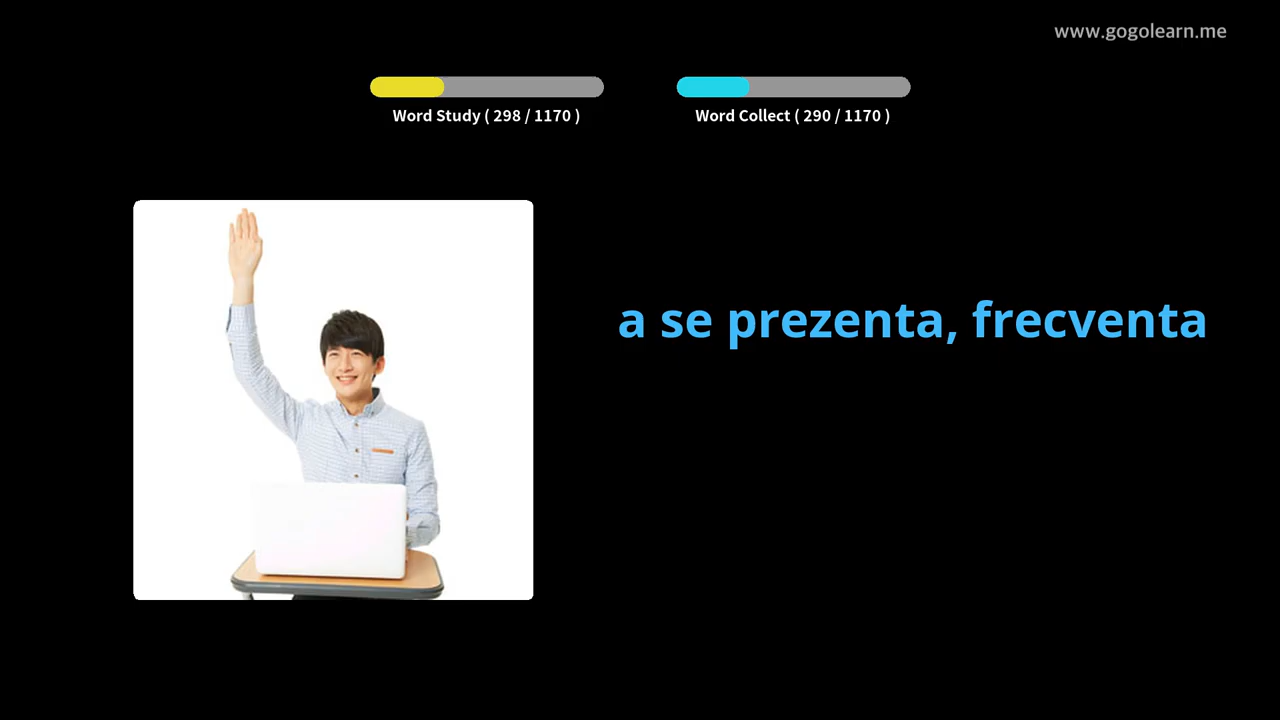 www.gogolearn.me
Word Study ( 298 / 1170 )
Word Collect ( 290 / 1170 )
a se prezenta, frecventa